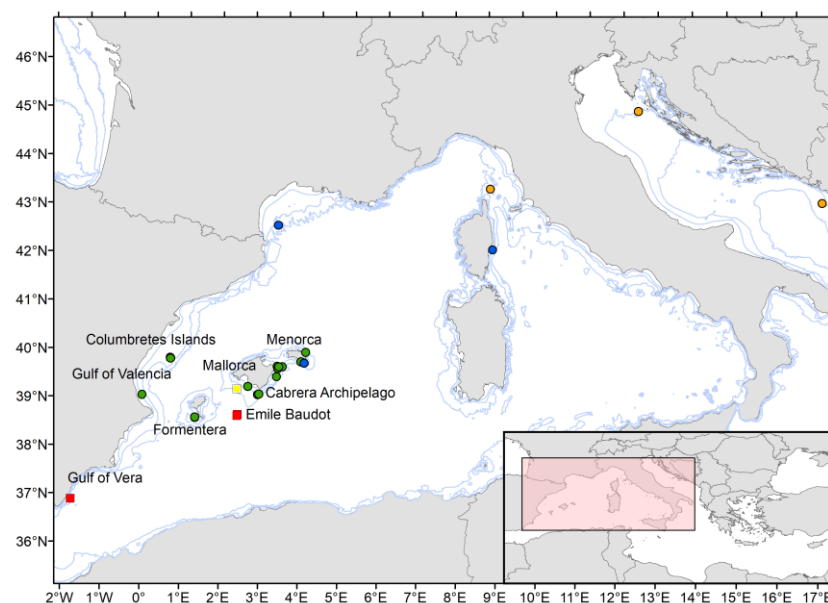 46°N
45°N
44°N
43°N
42°N
41°N
40°N
39°N
38°N
37°N
36°N
Columbretes Islands
Menorca
Gulf of Valencia
Mallorca
Cabrera Archipelago
Emile Baudot
Formentera
Gulf of Vera
2°W 1°W 0° 1°E 2°E 3°E 4°E 5°E 6°E 7°E 8°E 9°E 10°E 11°E 12°E 13°E 14°E 15°E 16°E 17°E